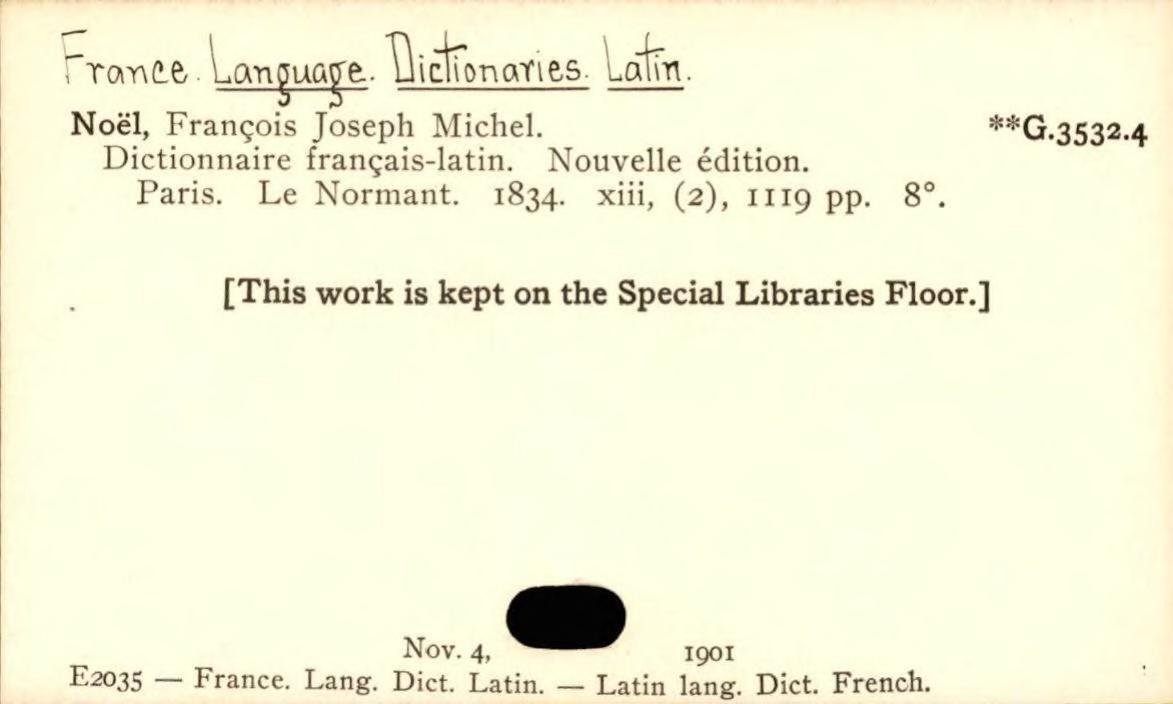 France. Language. Dictionaries. Latin.
Noël, François Joseph Michel. **G.3532.4
Dictionnaire français-latin. Nouvelle édition.
Paris. Le Normant. 1834. xiii, (2), 1119 pp. 8°.
[This work is kept on the Special Libraries Floor.]
Nov. 4, 1901
E2035 — France. Lang. Dict. Latin. — Latin lang. Dict. French.